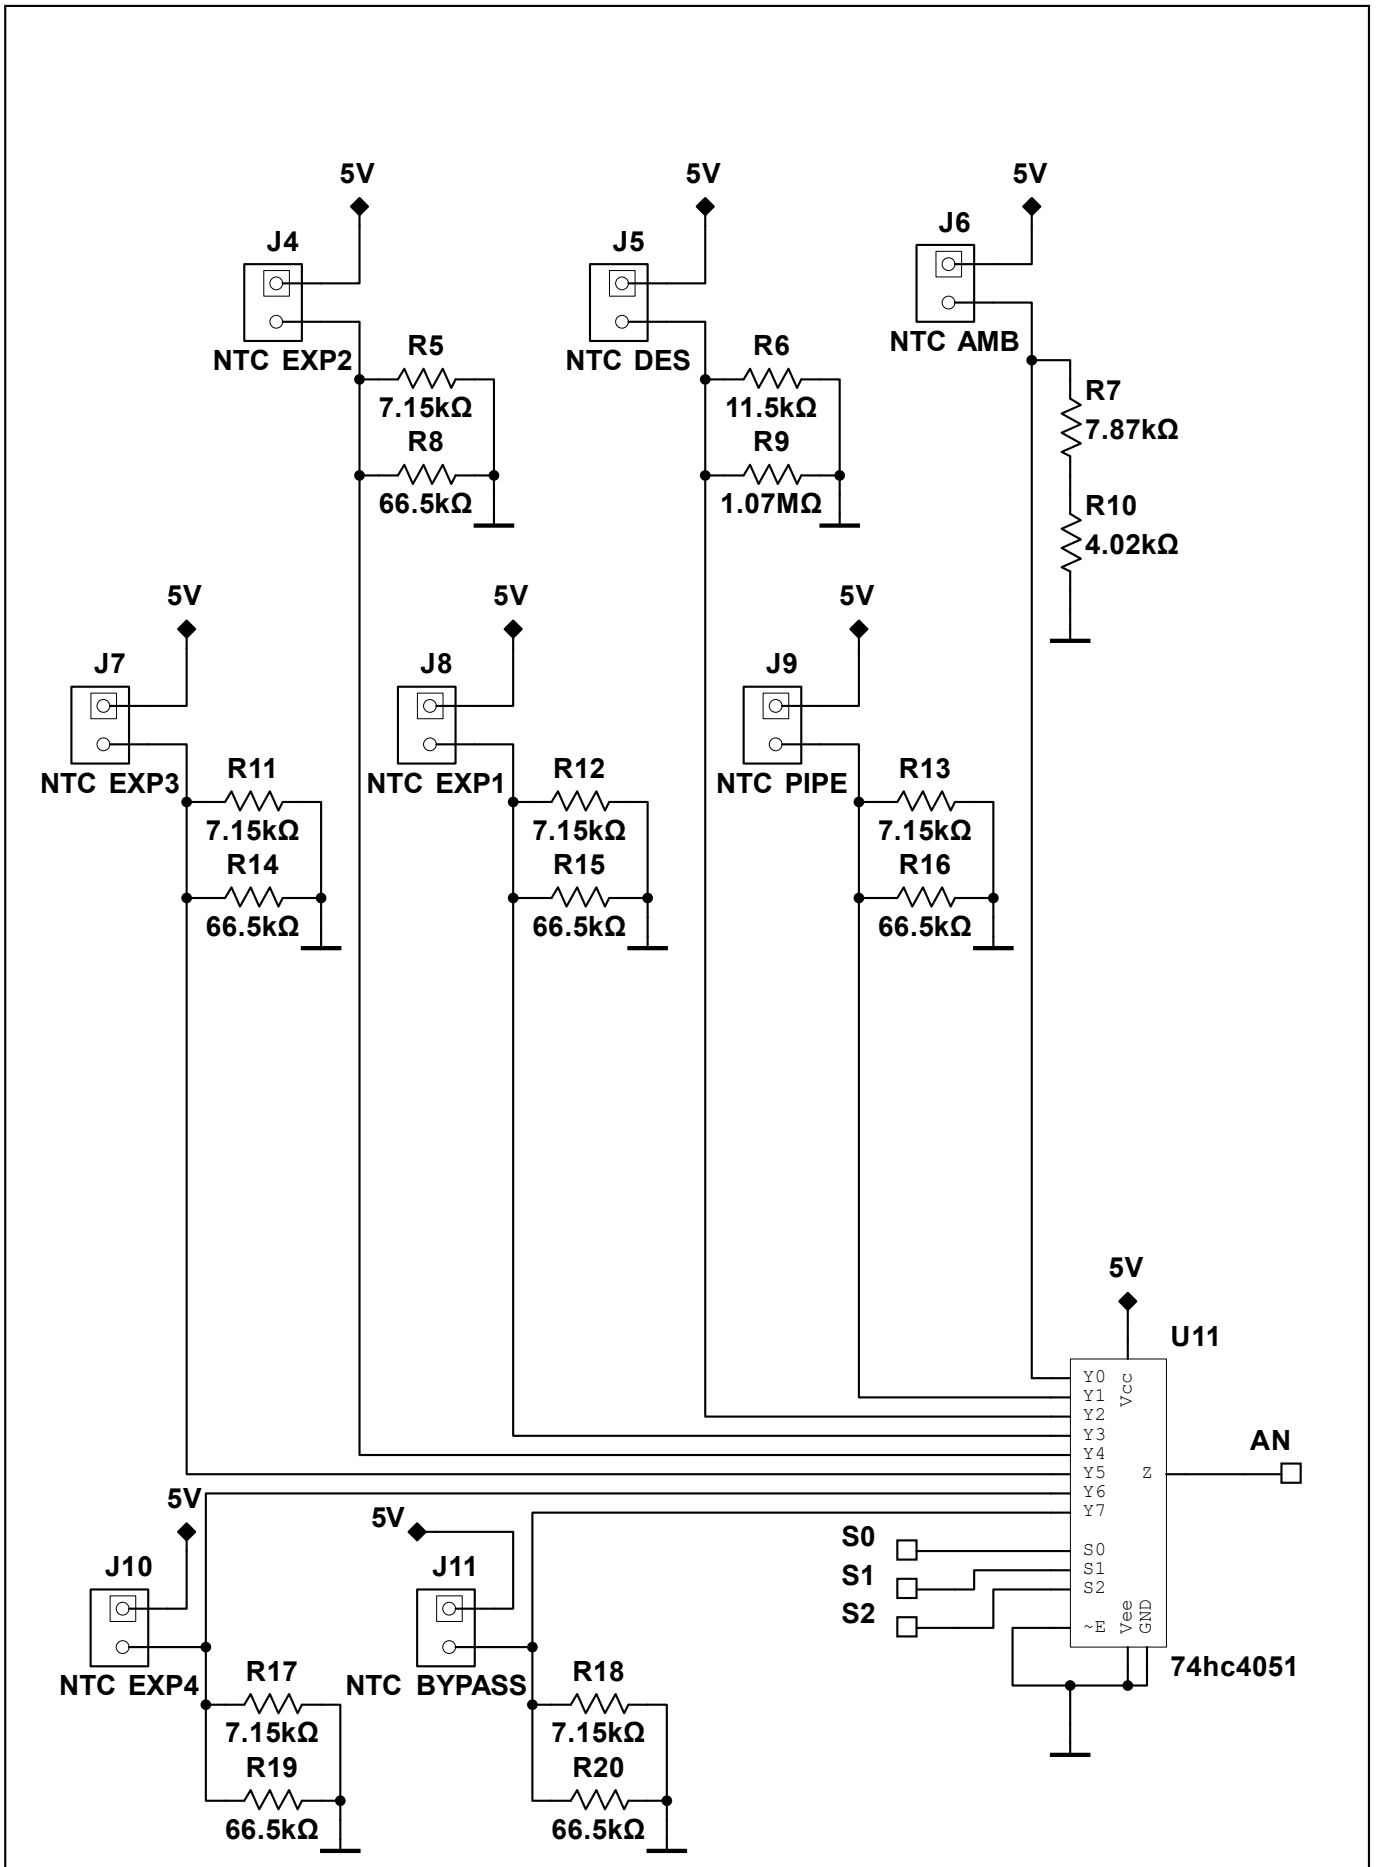 5V 5V 5V
J4 J5 J6
NTC EXP2 NTC DES NTC AMB
R5 R6 R7
7.15kΩ 11.5kΩ 7.87kΩ
R8 R9 R10
66.5kΩ 1.07MΩ 4.02kΩ
5V 5V 5V
J7 J8 J9
NTC EXP3 NTC EXP1 NTC PIPE
R11 R12 R13
7.15kΩ 7.15kΩ 7.15kΩ
R14 R15 R16
66.5kΩ 66.5kΩ 66.5kΩ
5V
U11
Y0 Vcc
Y1
Y2
Y3
Y4
Y5 Z AN
Y6
Y7
5V 5V
S0 S0
S1 S1
S2 S2
~E Vee GND
74hc4051
J10 J11
NTC EXP4 NTC BYPASS
R17 R18
7.15kΩ 7.15kΩ
R19 R20
66.5kΩ 66.5kΩ